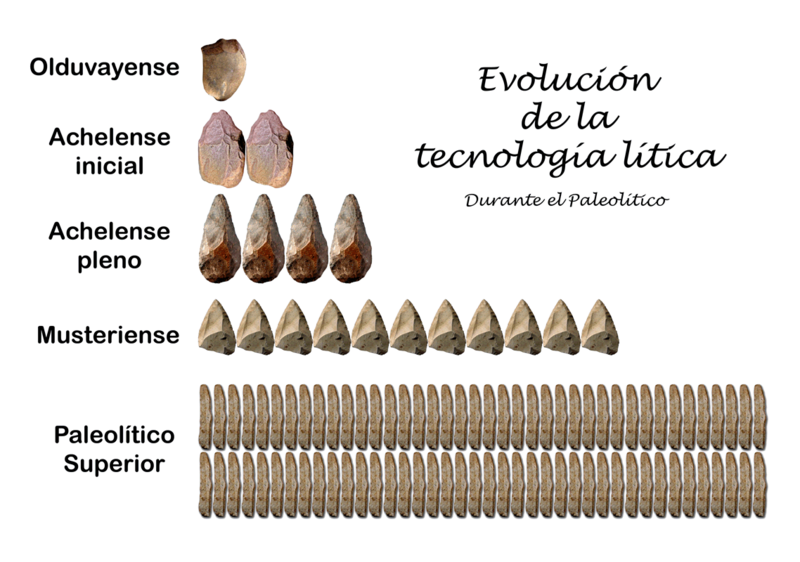 Evolución
de la
tecnología lítica
Durante el Paleolítico
Olduvayense
Achelense
inicial
Achelense
pleno
Musteriense
Paleolítico
Superior